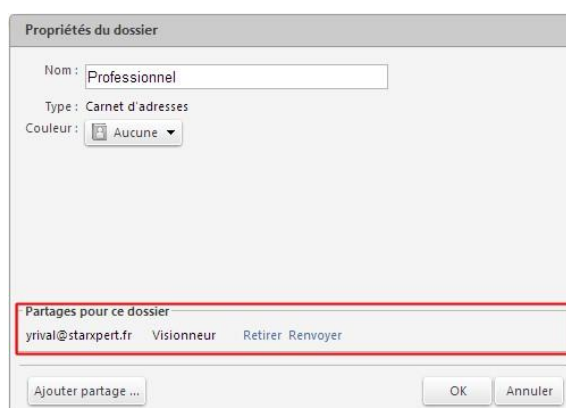 Propriétés du dossier
Nom : Professionnel
Type : Carnet d'adresses
Couleur : Aucune
Partages pour ce dossier
yrival@starxpert.fr Visionneur Retirer Renvoyer
Ajouter partage ... OK Annuler